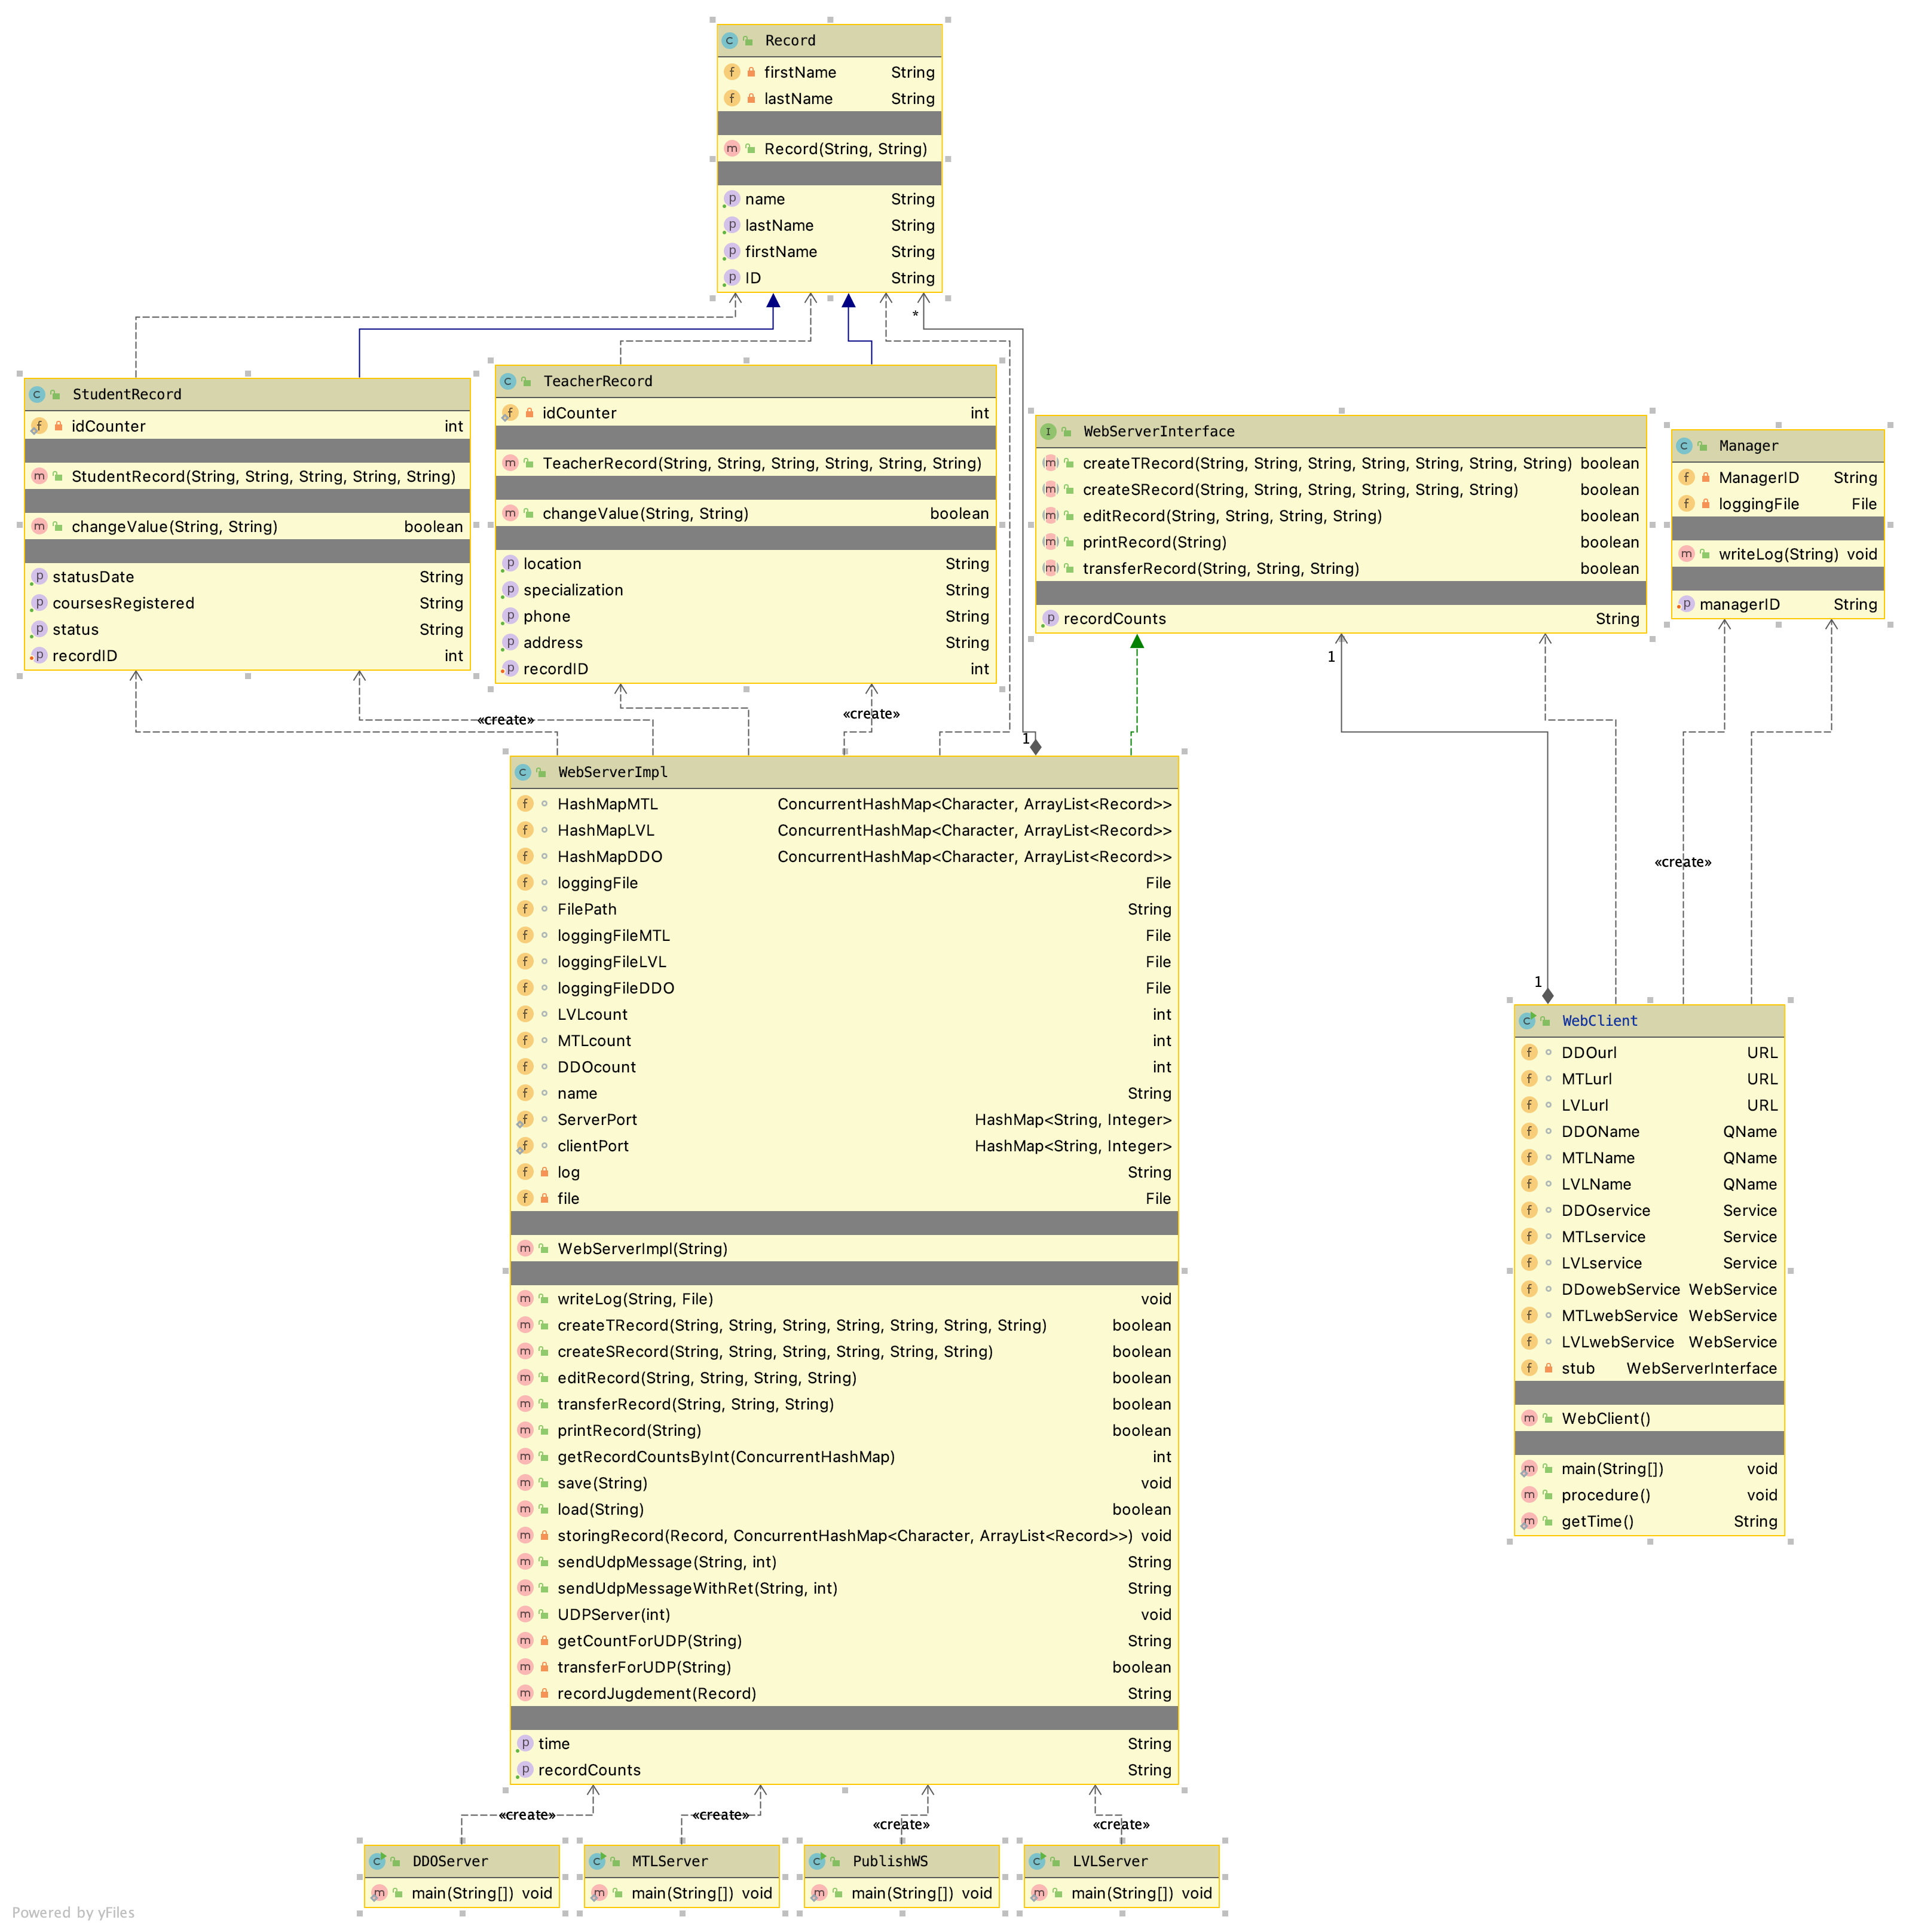 Record
firstName String
lastName String
Record(String, String)
name String
lastName String
firstName String
ID String
*
StudentRecord
idCounter int
StudentRecord(String, String, String, String, String)
changeValue(String, String) boolean
statusDate String
coursesRegistered String
status String
recordID int
TeacherRecord
idCounter int
TeacherRecord(String, String, String, String, String, String)
changeValue(String, String) boolean
location String
specialization String
phone String
address String
recordID int
WebServerInterface
createTRecord(String, String, String, String, String, String, String) boolean
createSRecord(String, String, String, String, String, String) boolean
editRecord(String, String, String, String) boolean
printRecord(String) boolean
transferRecord(String, String, String) boolean
recordCounts String
Manager
ManagerID String
loggingFile File
writeLog(String) void
managerID String
1
«create»
«create»
1
«create»
1
WebServerImpl
HashMapMTL ConcurrentHashMap<Character, ArrayList<Record>>
HashMapLVL ConcurrentHashMap<Character, ArrayList<Record>>
HashMapDDO ConcurrentHashMap<Character, ArrayList<Record>>
loggingFile File
FilePath String
loggingFileMTL File
loggingFileLVL File
loggingFileDDO File
LVLcount int
MTLcount int
DDOcount int
name String
ServerPort HashMap<String, Integer>
clientPort HashMap<String, Integer>
log String
file File
WebServerImpl(String)
writeLog(String, File) void
createTRecord(String, String, String, String, String, String, String) boolean
createSRecord(String, String, String, String, String, String) boolean
editRecord(String, String, String, String) boolean
transferRecord(String, String, String) boolean
printRecord(String) boolean
getRecordCountsByInt(ConcurrentHashMap) int
save(String) void
load(String) boolean
storingRecord(Record, ConcurrentHashMap<Character, ArrayList<Record>>) void
sendUdpMessage(String, int) String
sendUdpMessageWithRet(String, int) String
UDPServer(int) void
getCountForUDP(String) String
transferForUDP(String) boolean
recordJugdement(Record) String
time String
recordCounts String
WebClient
DDOurl URL
MTLurl URL
LVLurl URL
DDOName QName
MTLName QName
LVLName QName
DDOservice Service
MTLservice Service
LVLservice Service
DDowebService WebService
MTLwebService WebService
LVLwebService WebService
stub WebServerInterface
WebClient()
main(String[]) void
procedure() void
getTime() String
«create»
«create»
«create»
«create»
DDOServer
main(String[]) void
MTLServer
main(String[]) void
PublishWS
main(String[]) void
LVLServer
main(String[]) void
Powered by yFiles